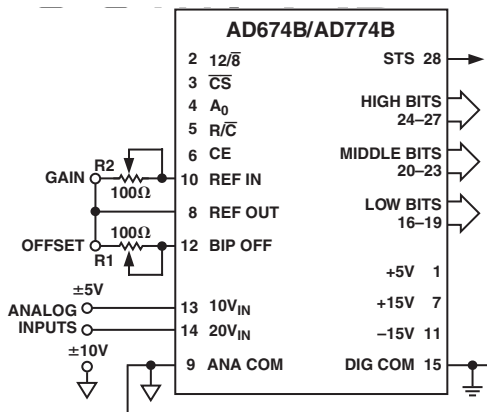 AD674B/AD774B
2 12/8̅
STS 28
3 C̅S̅
4 A₀
HIGH BITS
24–27
5 R/C̅
R2
6 CE
MIDDLE BITS
20–23
GAIN
100Ω
10 REF IN
8 REF OUT
LOW BITS
16–19
100Ω
OFFSET
12 BIP OFF
R1
+5V 1
±5V
ANALOG
INPUTS
13 10VIN
+15V 7
14 20VIN
–15V 11
±10V
9 ANA COM
DIG COM 15